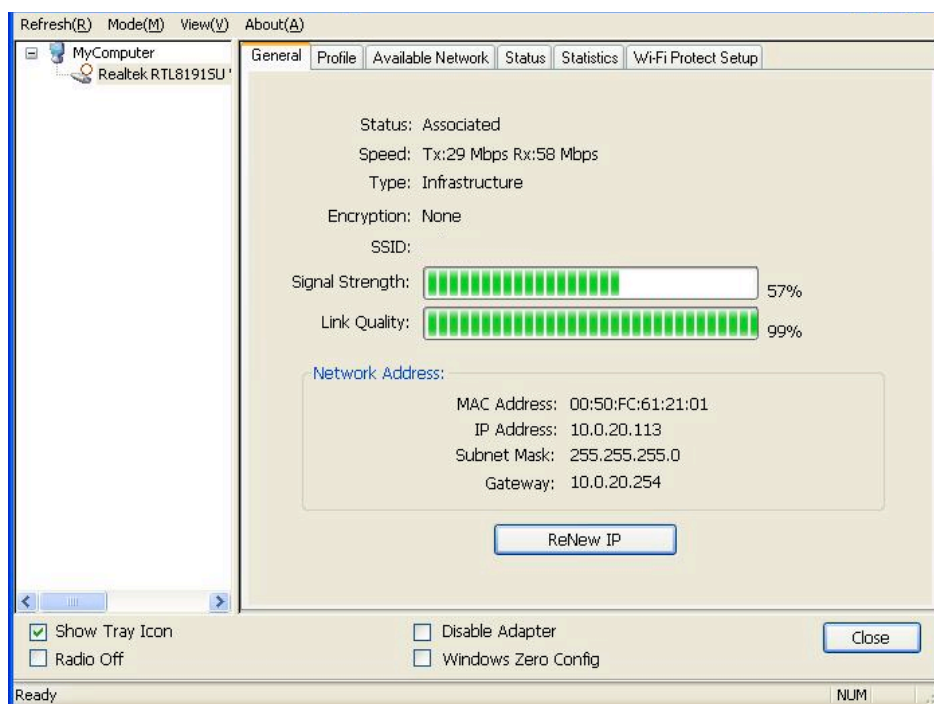 Refresh(R) Mode(M) View(V) About(A)
MyComputer
Realtek RTL8191SU
General Profile Available Network Status Statistics Wi-Fi Protect Setup
Status: Associated
Speed: Tx:29 Mbps Rx:58 Mbps
Type: Infrastructure
Encryption: None
SSID:
Signal Strength: 57%
Link Quality: 99%
Network Address:
MAC Address: 00:50:FC:61:21:01
IP Address: 10.0.20.113
Subnet Mask: 255.255.255.0
Gateway: 10.0.20.254
ReNew IP
Show Tray Icon Disable Adapter Close
Radio Off Windows Zero Config
Ready NUM